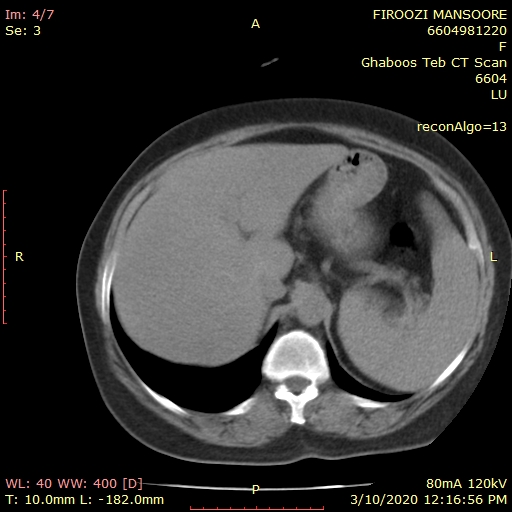 Im: 4/7
Se: 3
A
FIROOZI MANSOORE
6604981220
F
Ghaboos Teb CT Scan
6604
LU
reconAlgo=13
R
L
WL: 40 WW: 400 [D]
T: 10.0mm L: -182.0mm
P
80mA 120kV
3/10/2020 12:16:56 PM